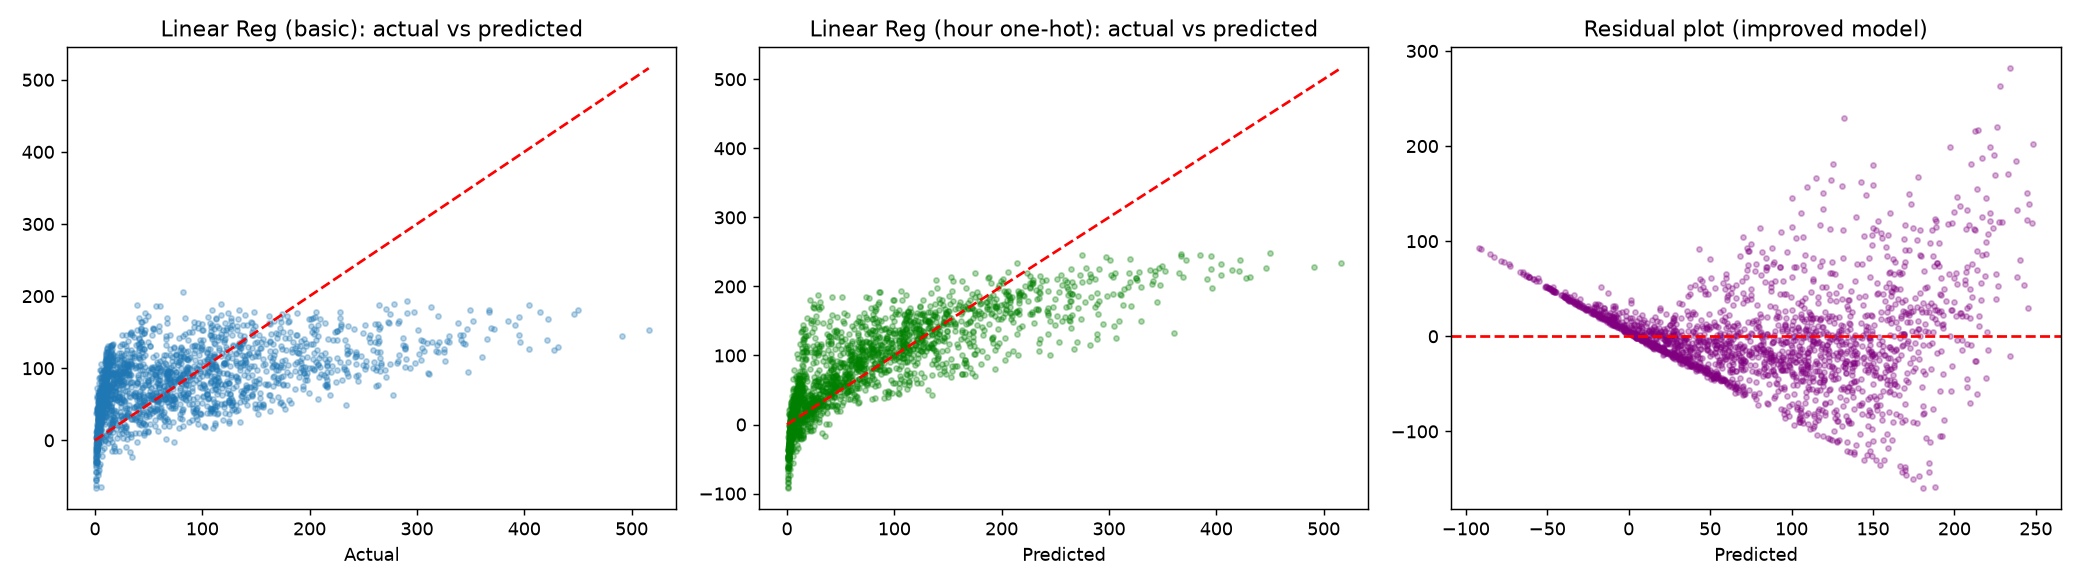 Linear Reg (basic): actual vs predicted
500
400
300
200
100
0
0 100 200 300 400 500
Actual
Linear Reg (hour one-hot): actual vs predicted
500
400
300
200
100
0
−100
0 100 200 300 400 500
Predicted
Residual plot (improved model)
300
200
100
0
−100
−100 −50 0 50 100 150 200 250
Predicted